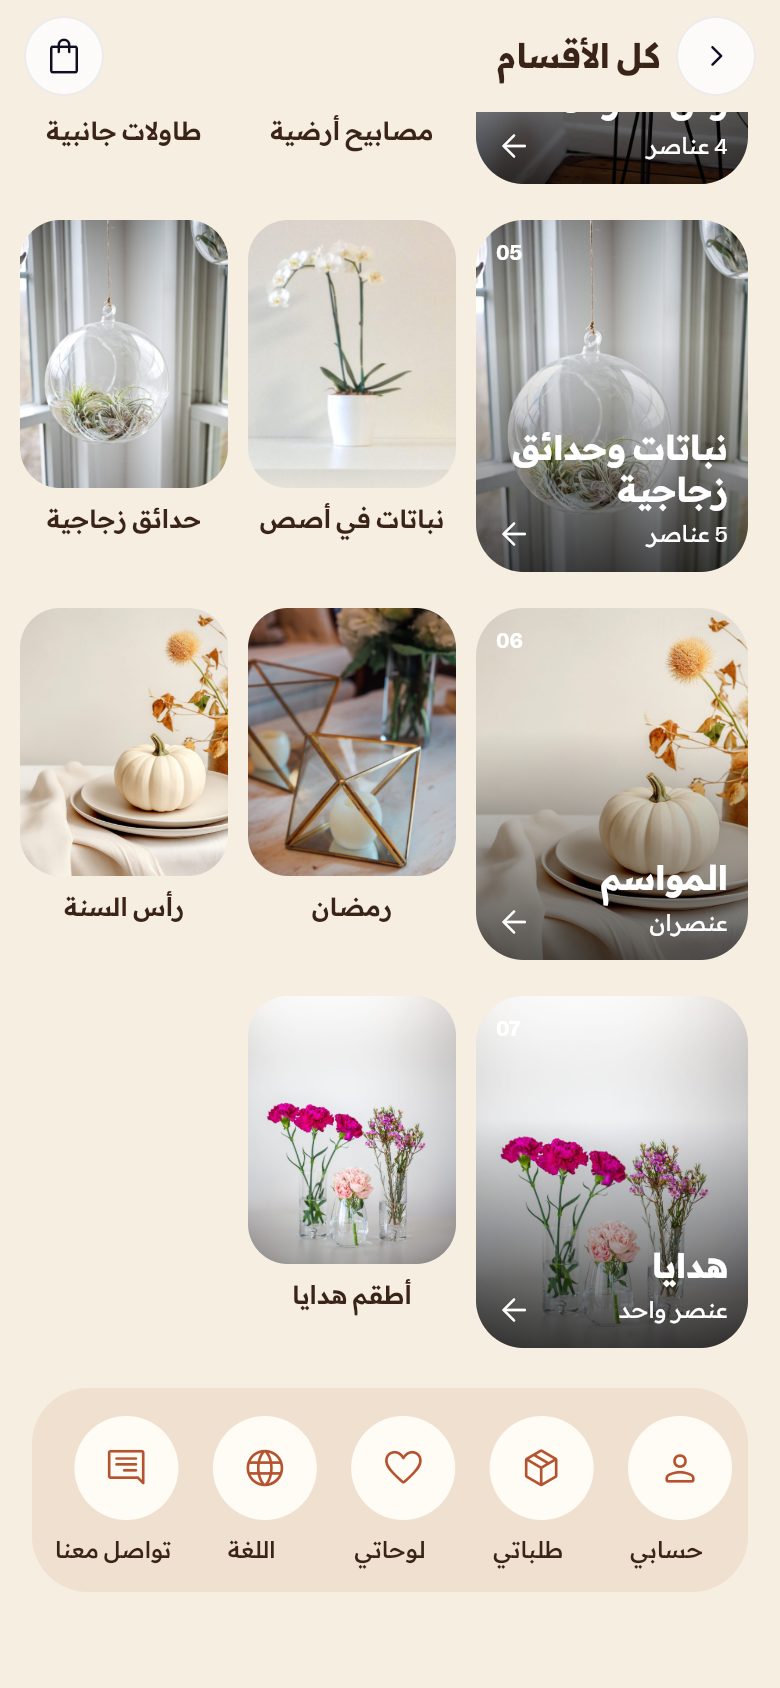 كل الأقسام
4 عناصر
مصابيح أرضية
طاولات جانبية
05
نباتات وحدائق
زجاجية
5 عناصر
نباتات في أصص
حدائق زجاجية
06
المواسم
عنصران
رمضان
رأس السنة
07
هدايا
عنصر واحد
أطقم هدايا
حسابي
طلباتي
لوحاتي
اللغة
تواصل معنا